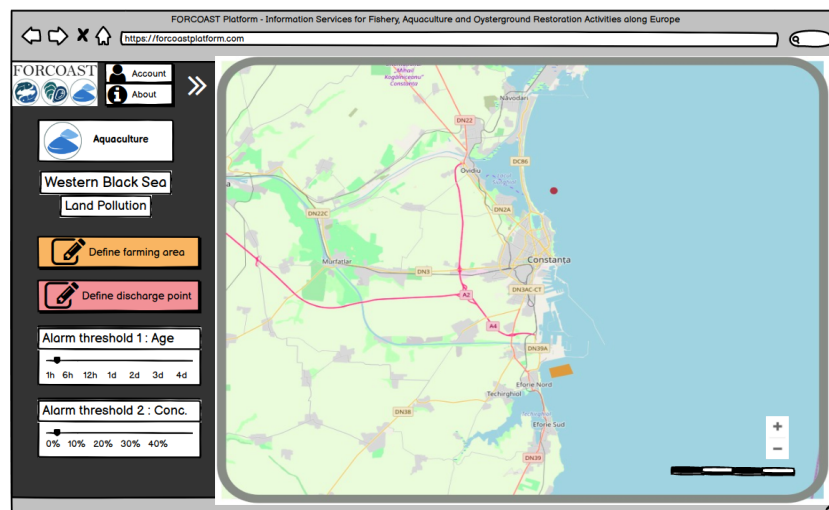 FORCOAST Platform - Information Services for Fishery, Aquaculture and Oysterground Restoration Activities along Europe
https://forcoastplatform.com
FORCOAST
Account
About
Aquaculture
Western Black Sea
Land Pollution
Define farming area
Define discharge point
Alarm threshold 1 : Age
1h 6h 12h 1d 2d 3d 4d
Alarm threshold 2 : Conc.
0% 10% 20% 30% 40%
"Mihail
Kogălniceanu"
Constanța
Năvodari
DN22
Ovidiu
DC86
DN22C
DN2A
Murfatlar
DN3
Constanța
A2
DN3AC-CT
A4
DN39A
Eforie Nord
Techirghiol
DN38
Eforie Sud
DN39
+
−